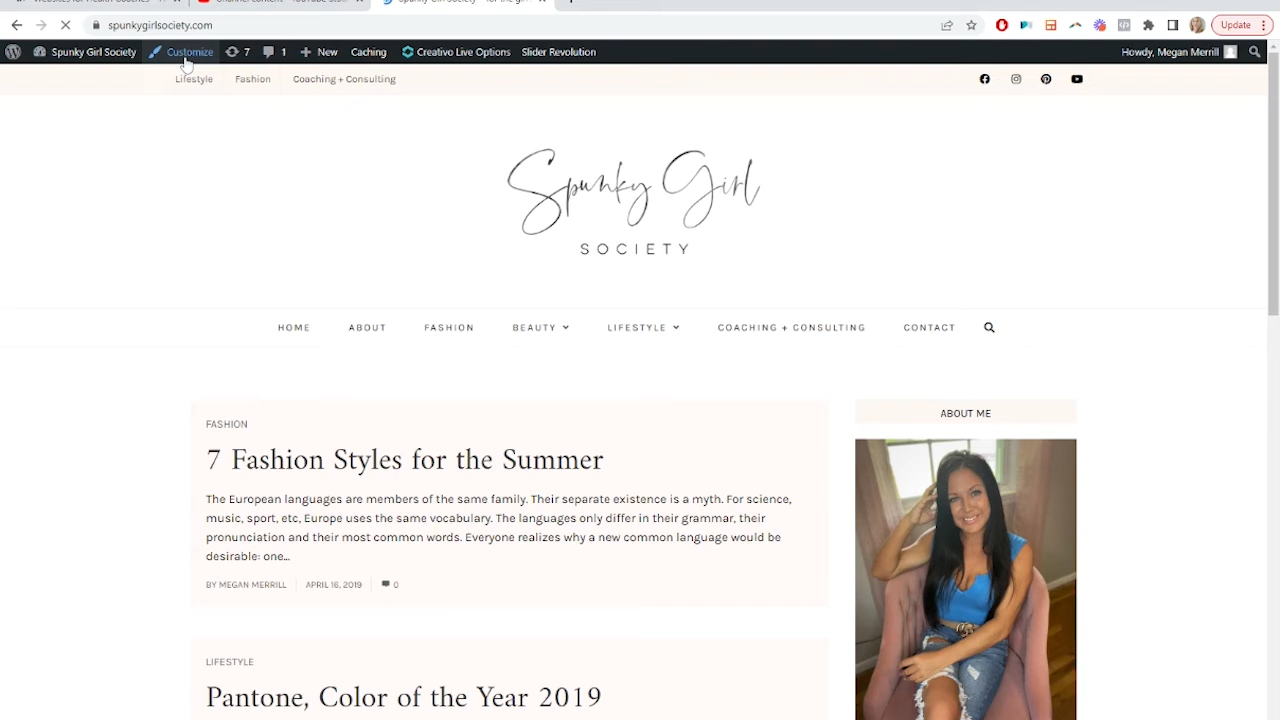 spunkygirlsociety.com
Update
Spunky Girl Society
Customize
7
1
New
Caching
Creative Live Options
Slider Revolution
Howdy, Megan Merrill
Lifestyle
Fashion
Coaching + Consulting
Spunky Girl
SOCIETY
HOME
ABOUT
FASHION
BEAUTY
LIFESTYLE
COACHING + CONSULTING
CONTACT
FASHION
7 Fashion Styles for the Summer
The European languages are members of the same family. Their separate existence is a myth. For science,
music, sport, etc, Europe uses the same vocabulary. The languages only differ in their grammar, their
pronunciation and their most common words. Everyone realizes why a new common language would be
desirable: one...
BY MEGAN MERRILL
APRIL 16, 2019
0
LIFESTYLE
Pantone, Color of the Year 2019
ABOUT ME